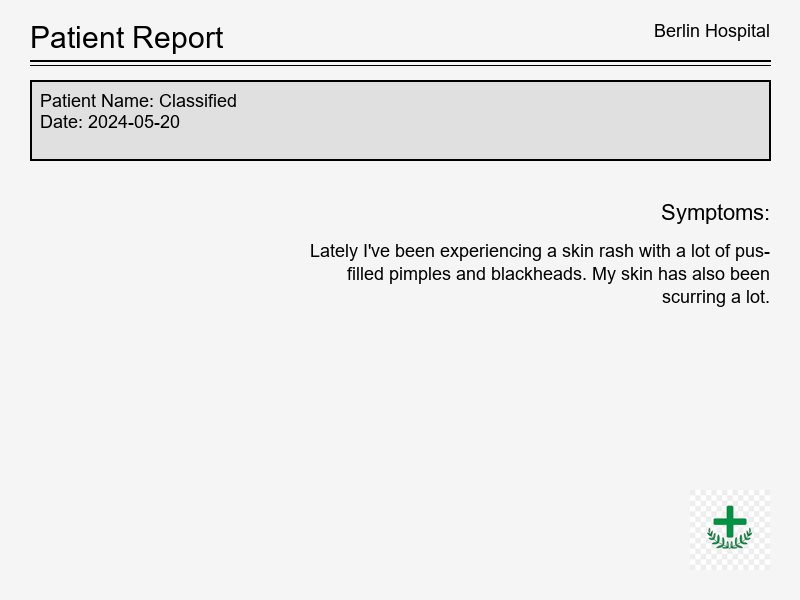 Patient Report
Berlin Hospital
Patient Name: Classified
Date: 2024-05-20
Symptoms:
Lately I've been experiencing a skin rash with a lot of pus-
filled pimples and blackheads. My skin has also been
scurring a lot.